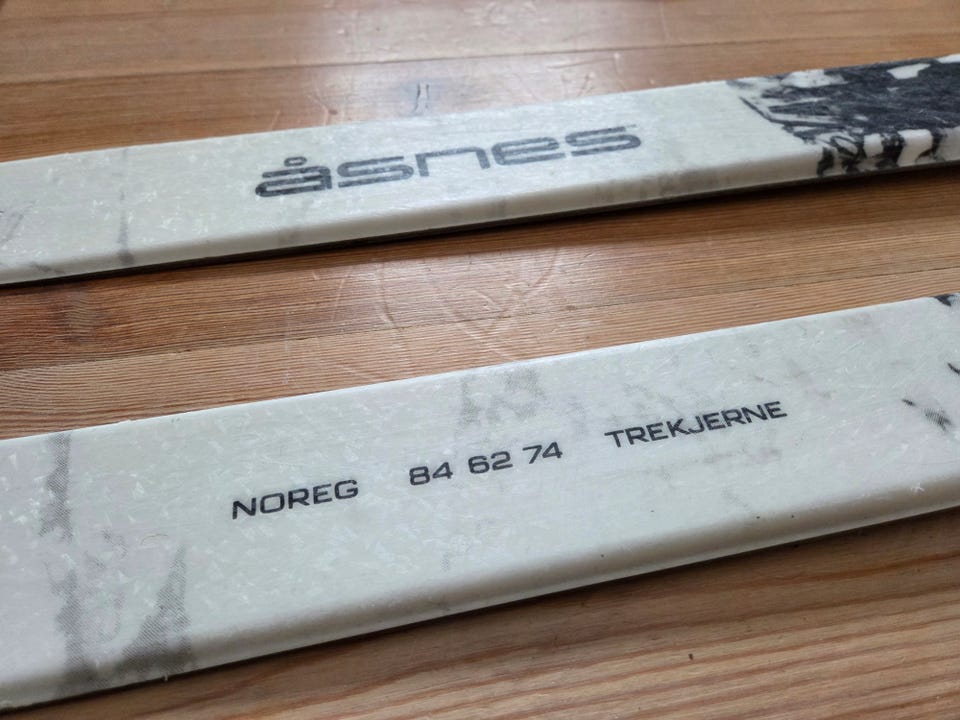 åsnes
NOREG 84 62 74 TREKJERNE